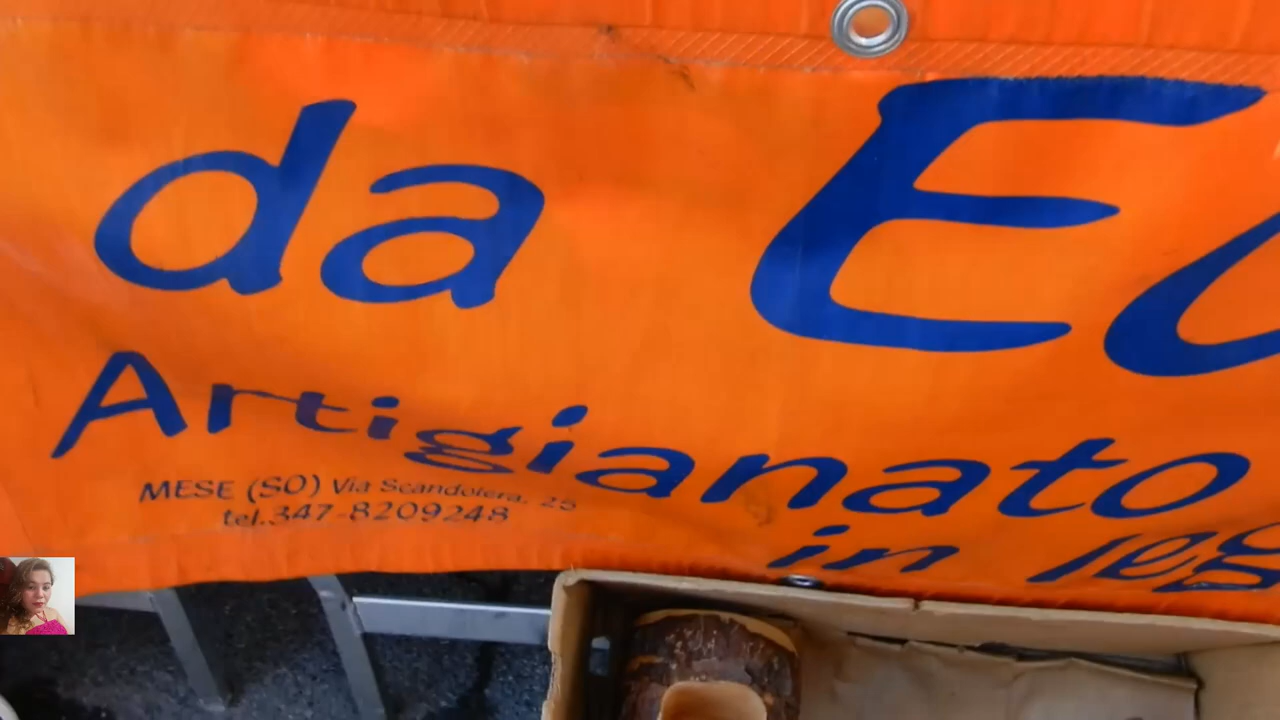 da
Artigianato
in
MESE (SO) Via Scandolera, 25
tel.347-8209248